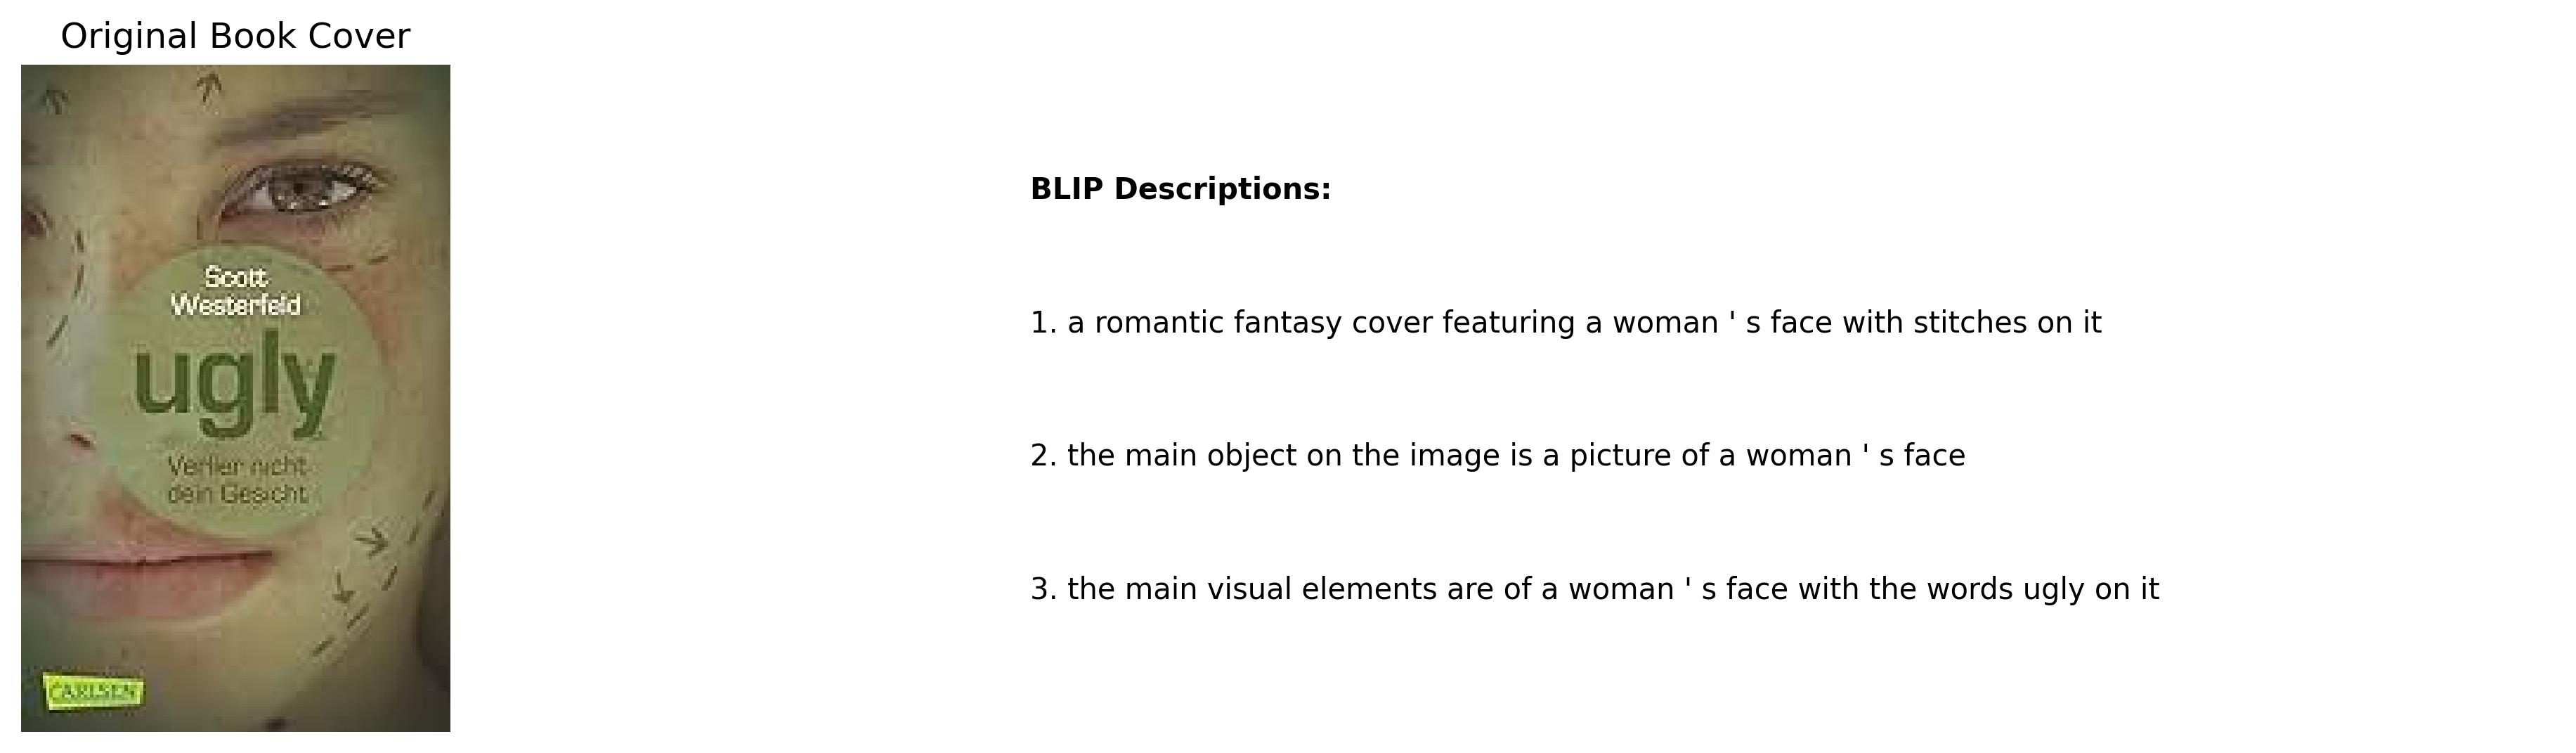 Original Book Cover
Scott
Westerfeld
ugly
Verlier nicht
dein Gesicht
CARLSEN
BLIP Descriptions:
1. a romantic fantasy cover featuring a woman ' s face with stitches on it
2. the main object on the image is a picture of a woman ' s face
3. the main visual elements are of a woman ' s face with the words ugly on it